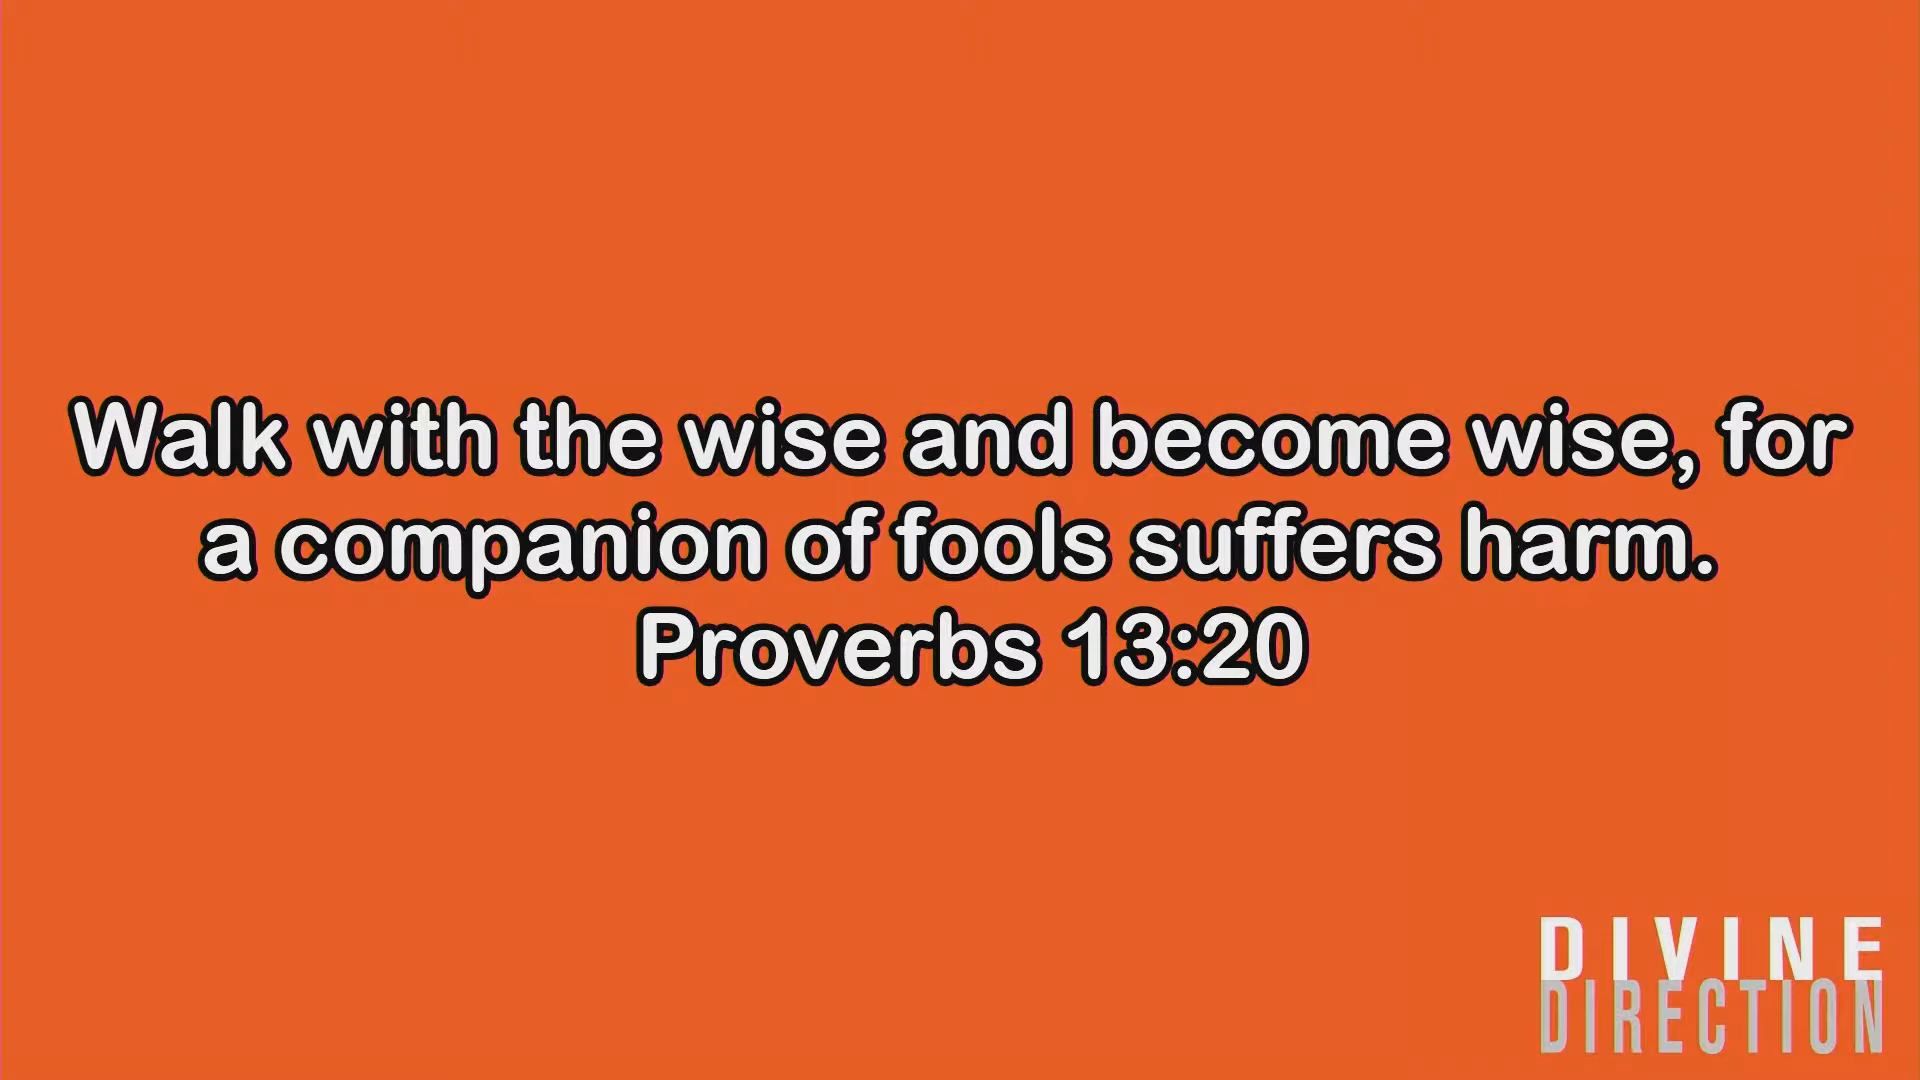 Walk with the wise and become wise, for
a companion of fools suffers harm.
Proverbs 13:20
DIVINE
DIRECTION